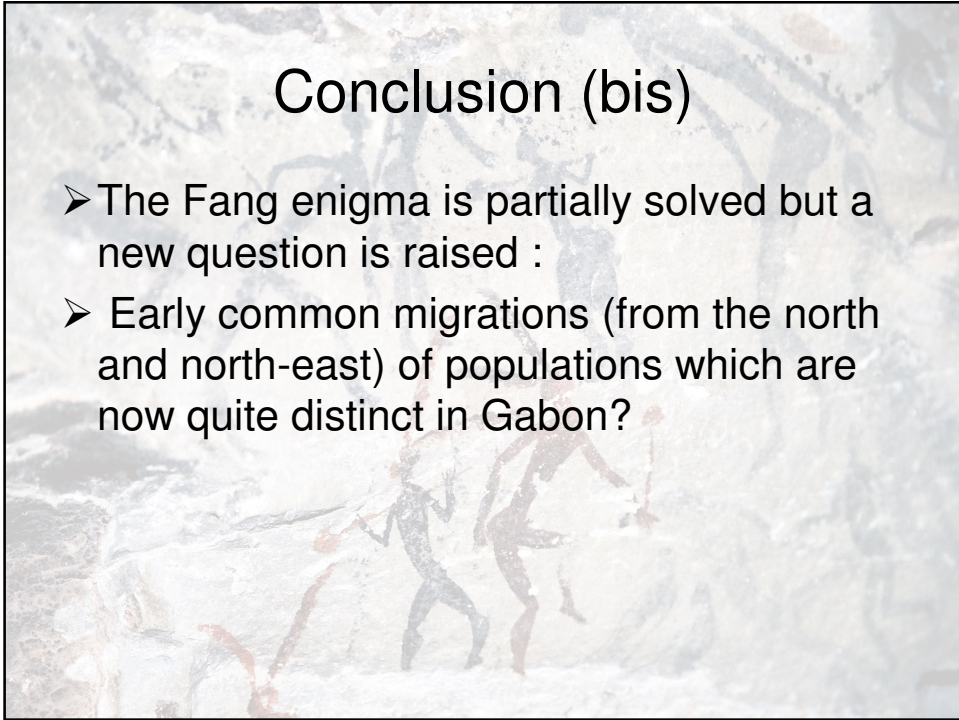 Conclusion (bis)
➢ The Fang enigma is partially solved but a
new question is raised :
➢ Early common migrations (from the north
and north-east) of populations which are
now quite distinct in Gabon?